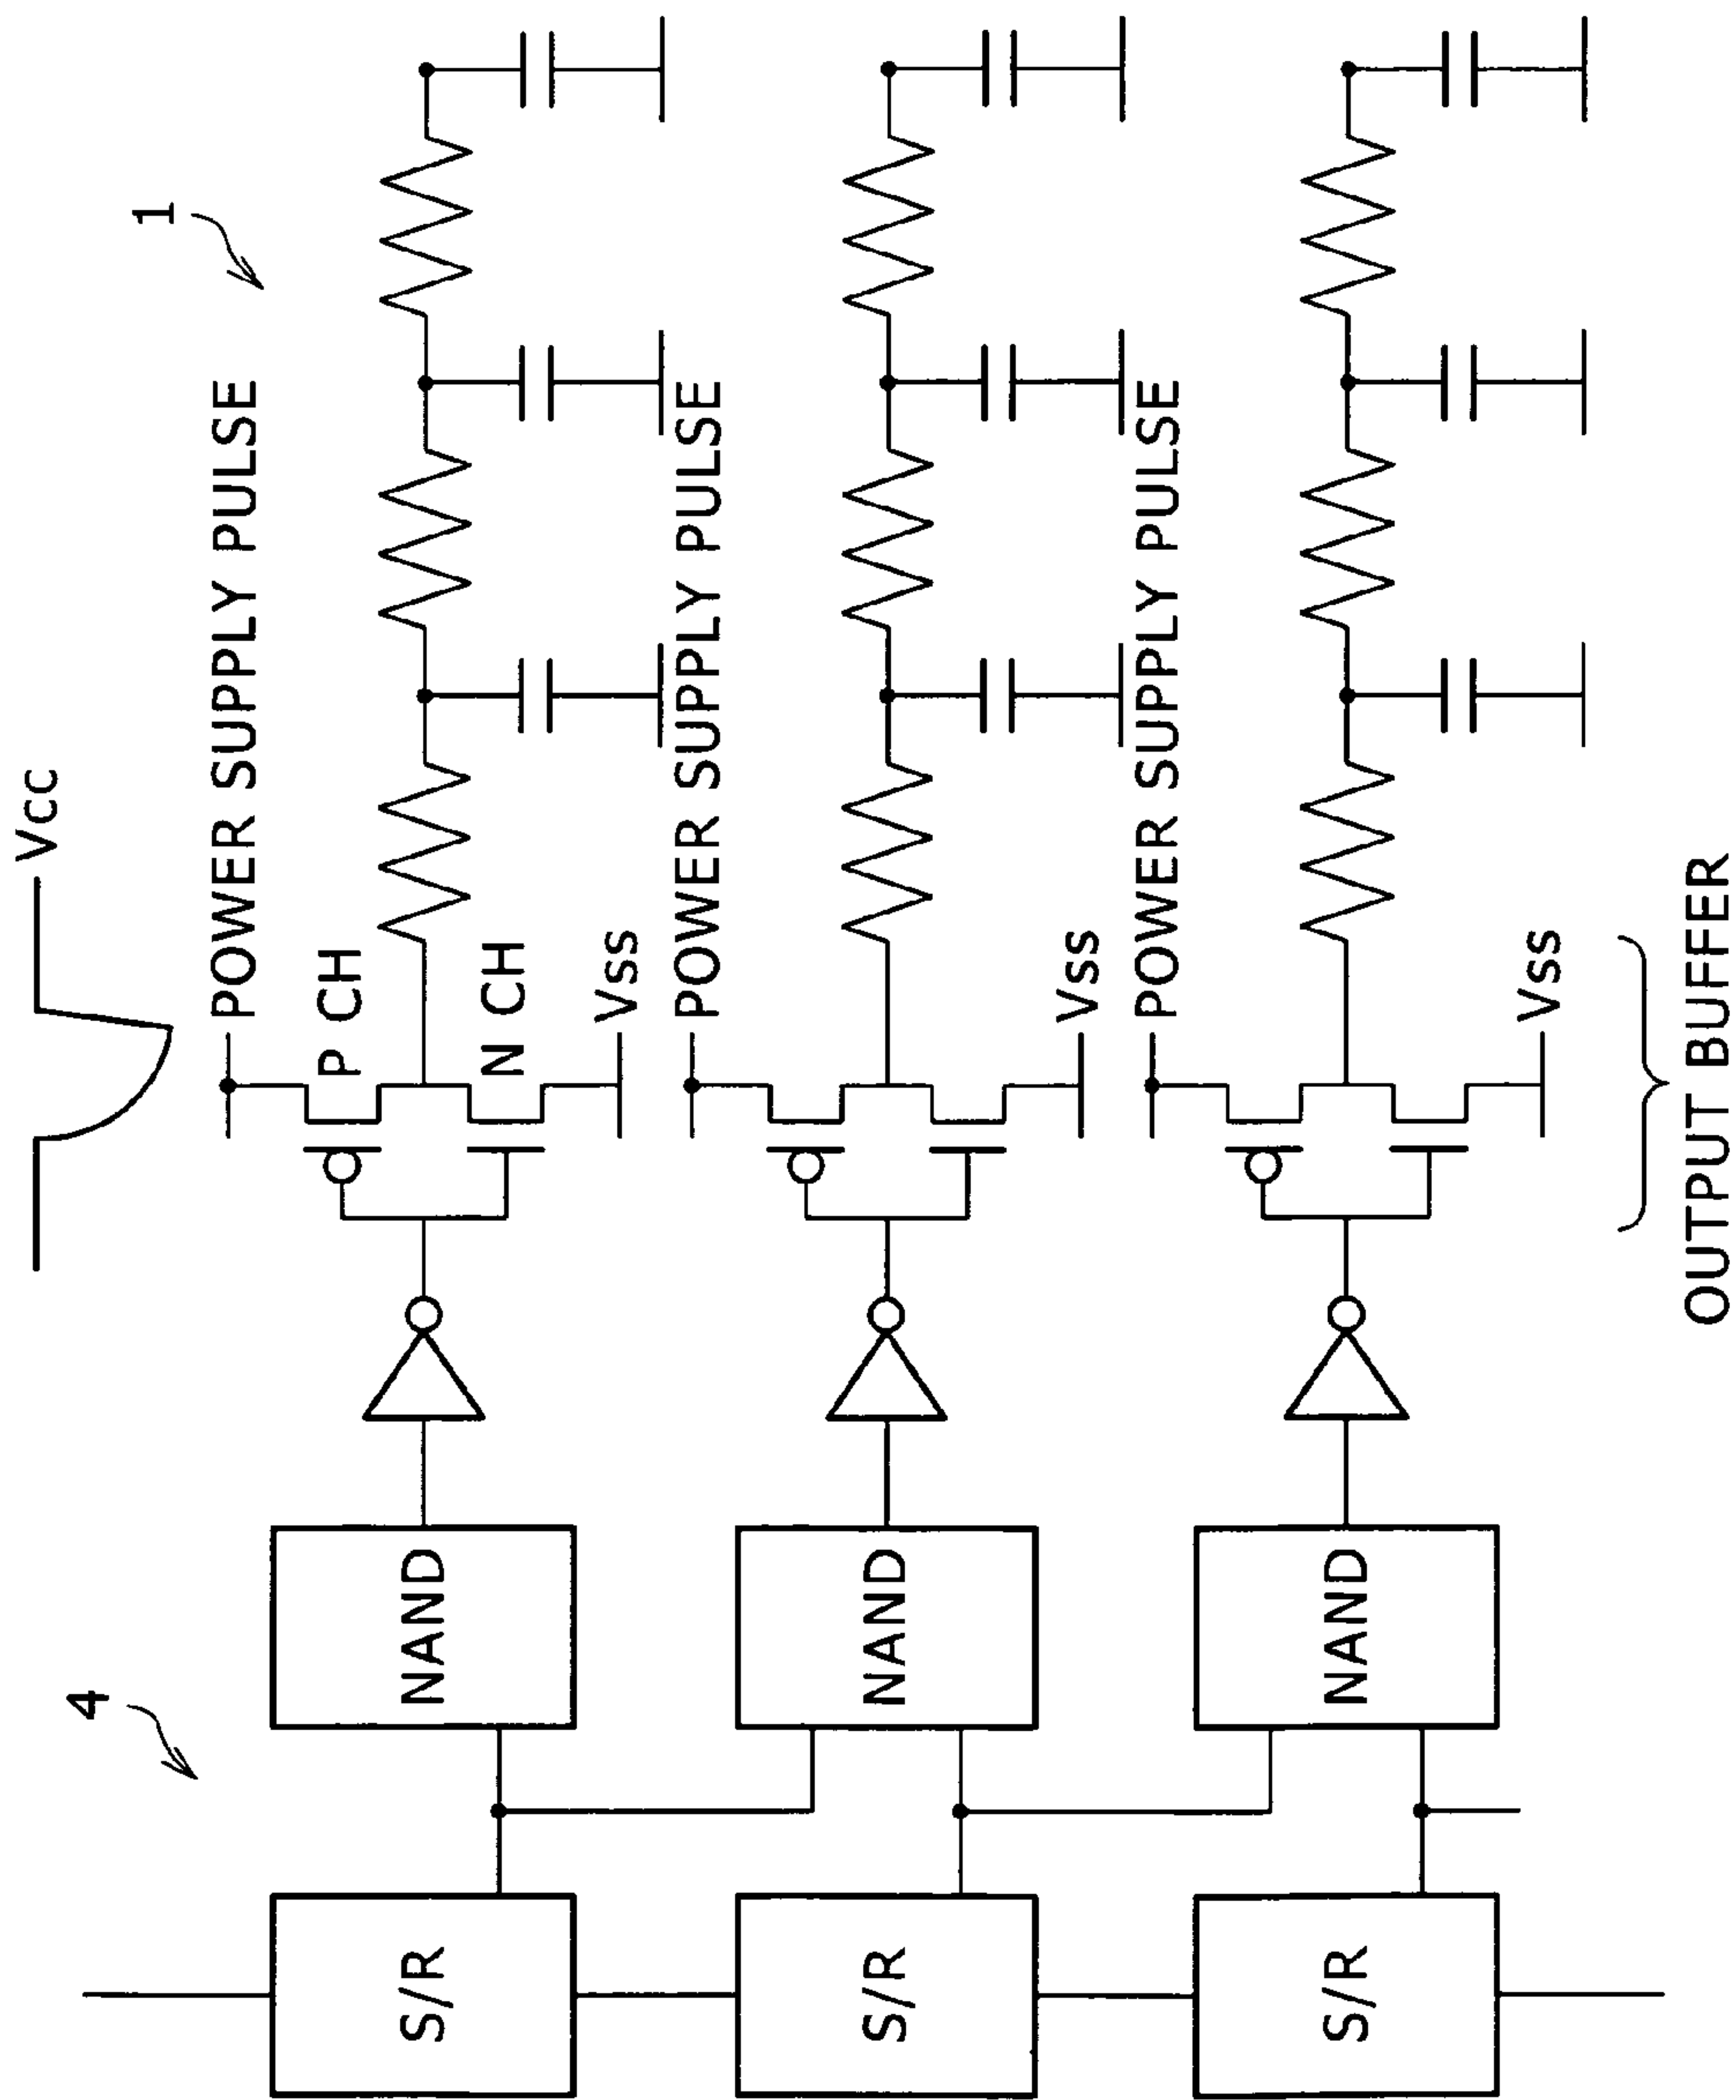 Vcc
1
4
POWER SUPPLY PULSE
P CH
N CH
Vss
S/R
NAND
POWER SUPPLY PULSE
Vss
S/R
NAND
POWER SUPPLY PULSE
Vss
S/R
NAND
OUTPUT BUFFER